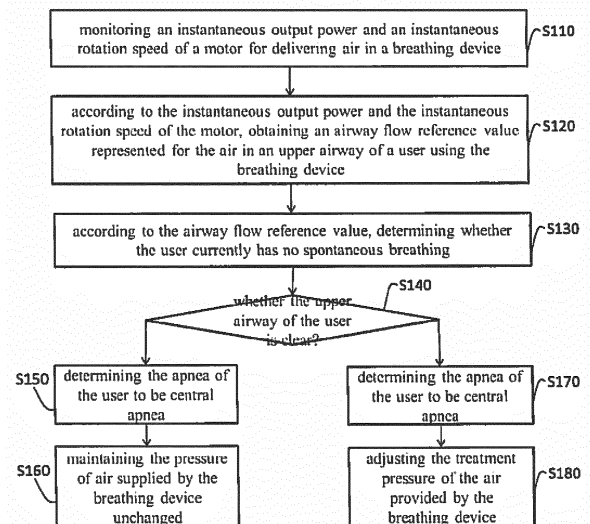 monitoring an instantaneous output power and an instantaneous
rotation speed of a motor for delivering air in a breathing device
S110
according to the instantaneous output power and the instantaneous
rotation speed of the motor, obtaining an airway flow reference value
represented for the air in an upper airway of a user using the
breathing device
S120
according to the airway flow reference value, determining whether
the user currently has no spontaneous breathing
S130
S140
whether the upper
airway of the user
is clear?
S150
determining the apnea of
the user to be central
apnea
determining the apnea of
the user to be central
apnea
S170
S160
maintaining the pressure
of air supplied by the
breathing device
unchanged
adjusting the treatment
pressure of the air
provided by the
breathing device
S180